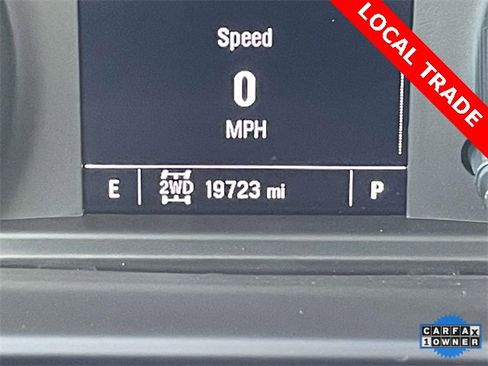 Speed
LOCAL TRADE
0
MPH
E 2WD 19723 mi P
CARFAX
1 OWNER